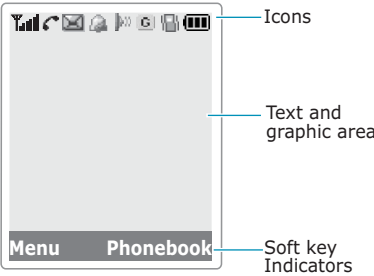 Icons
G
Text and
graphic area
Menu Phonebook
Soft key
Indicators